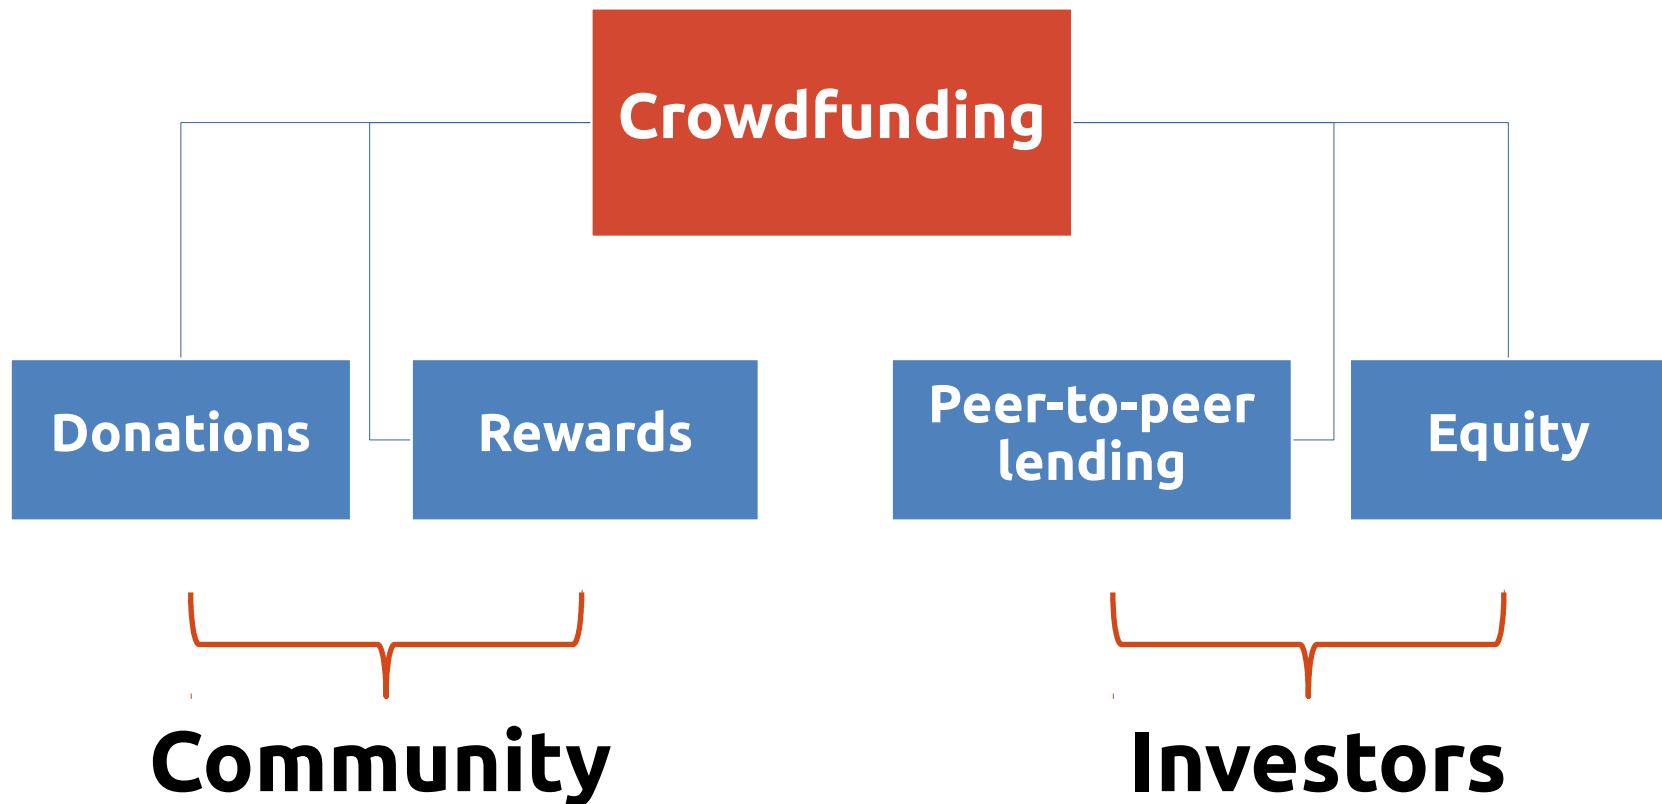 Crowdfunding
Donations
Rewards
Peer-to-peer
lending
Equity
Community
Investors